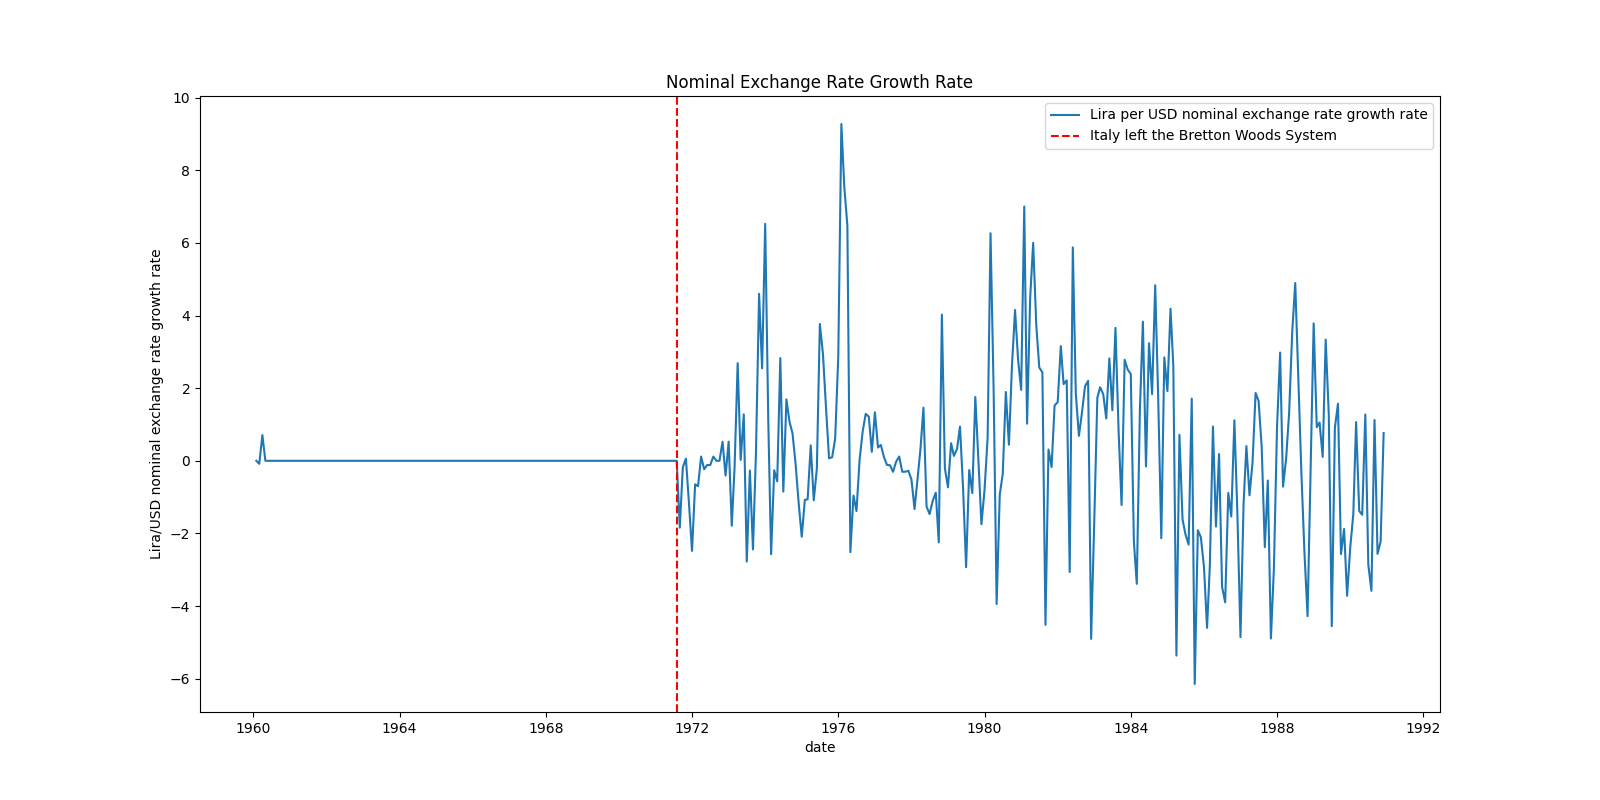 Nominal Exchange Rate Growth Rate
Lira per USD nominal exchange rate growth rate
Italy left the Bretton Woods System
Lira/USD nominal exchange rate growth rate
10
8
6
4
2
0
−2
−4
−6
1960 1964 1968 1972 1976 1980 1984 1988 1992
date